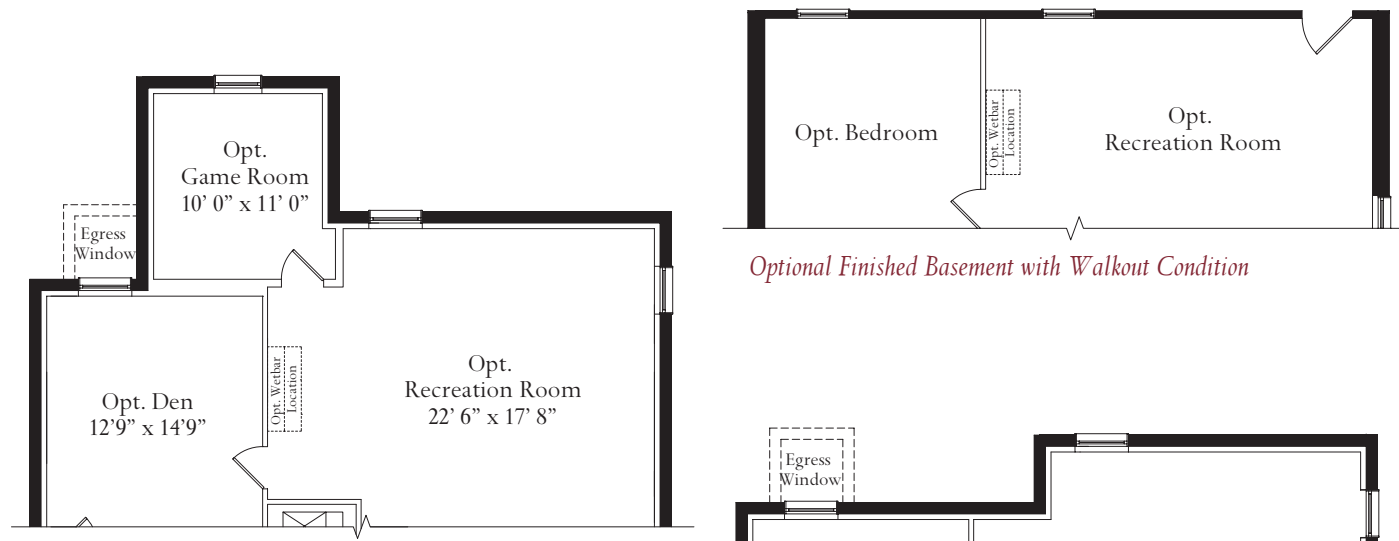 Opt.
Game Room
10’ 0” x 11’ 0”
Egress
Window
Opt. Den
12’9” x 14’9”
Opt. Wetbar
Location
Opt.
Recreation Room
22’ 6” x 17’ 8”
Opt. Bedroom
Opt. Wetbar
Location
Opt.
Recreation Room
Optional Finished Basement with Walkout Condition
Egress
Window